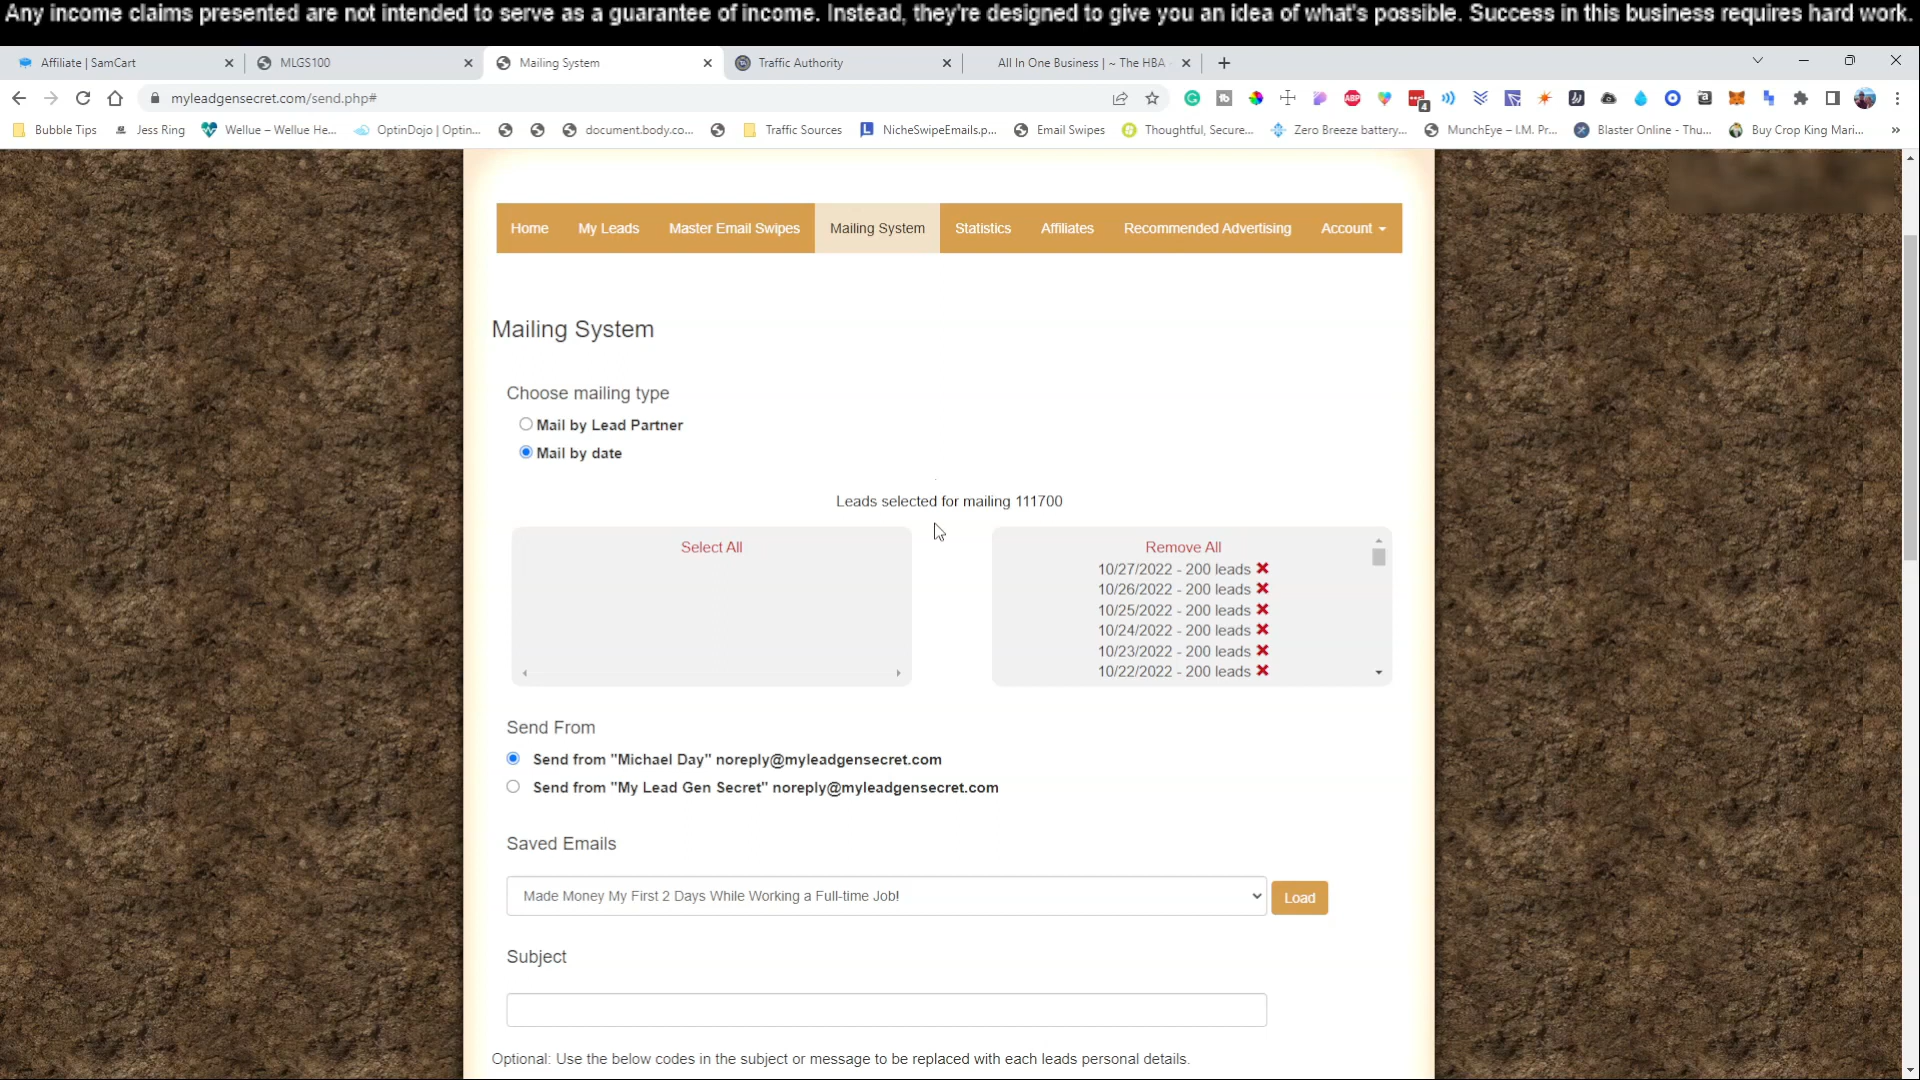 Any income claims presented are not intended to serve as a guarantee of income. Instead, they're designed to give you an idea of what's possible. Success in this business requires hard work.
Affiliate | SamCart
MLGS100
Mailing System
Traffic Authority
All In One Business | ~ The HBA
myleadgensecret.com/send.php#
ABP
4
Bubble Tips
Jess Ring
Wellue – Wellue He...
OptinDojo | Optin...
document.body.co...
Traffic Sources
NicheSwipeEmails.p...
Email Swipes
Thoughtful, Secure...
Zero Breeze battery...
MunchEye – I.M. Pr...
Blaster Online - Thu...
Buy Crop King Mari...
Home
My Leads
Master Email Swipes
Mailing System
Statistics
Affiliates
Recommended Advertising
Account
Mailing System
Choose mailing type
Mail by Lead Partner
Mail by date
Leads selected for mailing 111700
Select All
Remove All
10/27/2022 - 200 leads
10/26/2022 - 200 leads
10/25/2022 - 200 leads
10/24/2022 - 200 leads
10/23/2022 - 200 leads
10/22/2022 - 200 leads
Send From
Send from "Michael Day" noreply@myleadgensecret.com
Send from "My Lead Gen Secret" noreply@myleadgensecret.com
Saved Emails
Made Money My First 2 Days While Working a Full-time Job!
Load
Subject
Optional: Use the below codes in the subject or message to be replaced with each leads personal details.